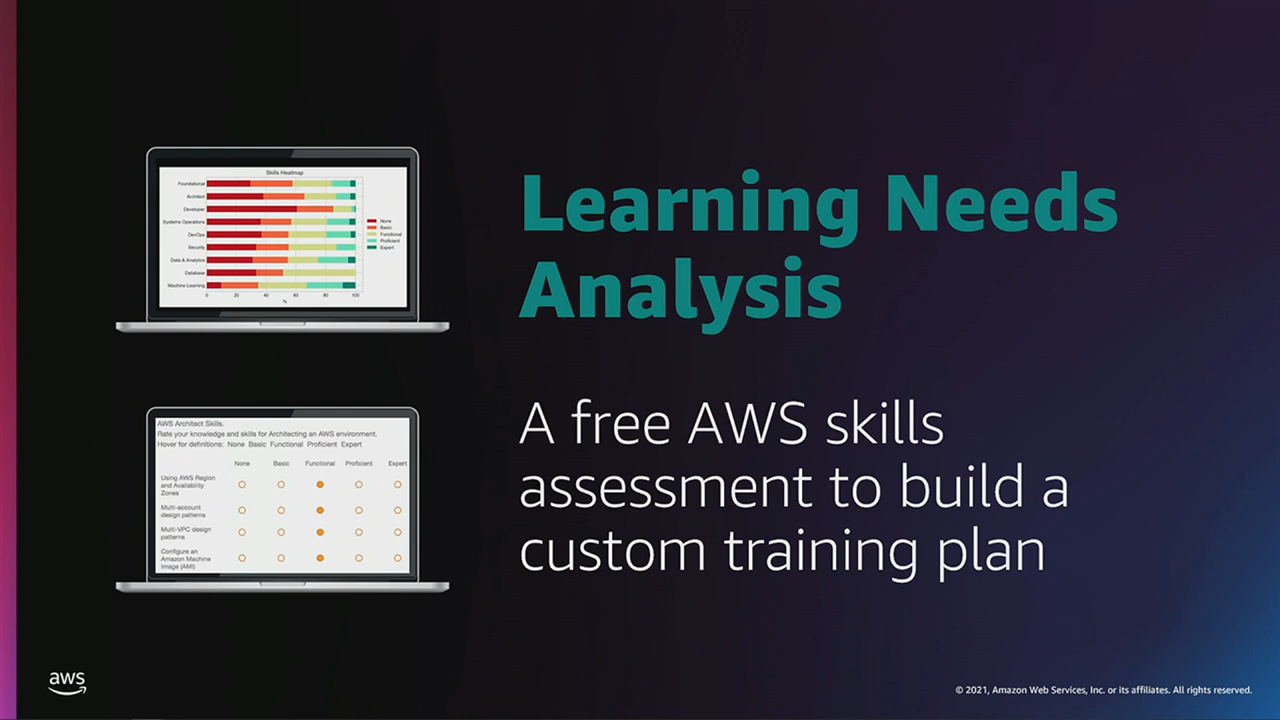 Skills Heatmap
Foundational
Architect
Developer
Systems Operations
DevOps
Security
Data & Analytics
Database
Machine Learning
0 20 40 60 80 100
%
None
Basic
Functional
Proficient
Expert
Learning Needs
Analysis
AWS Architect Skills.
Rate your knowledge and skills for Architecting an AWS environment.
Hover for definitions: None Basic Functional Proficient Expert
None Basic Functional Proficient Expert
Using AWS Region
and Availability
Zones
Multi-account
design patterns
Multi-VPC design
patterns
Configure an
Amazon Machine
Image (AMI)
A free AWS skills
assessment to build a
custom training plan
aws
© 2021, Amazon Web Services, Inc. or its affiliates. All rights reserved.